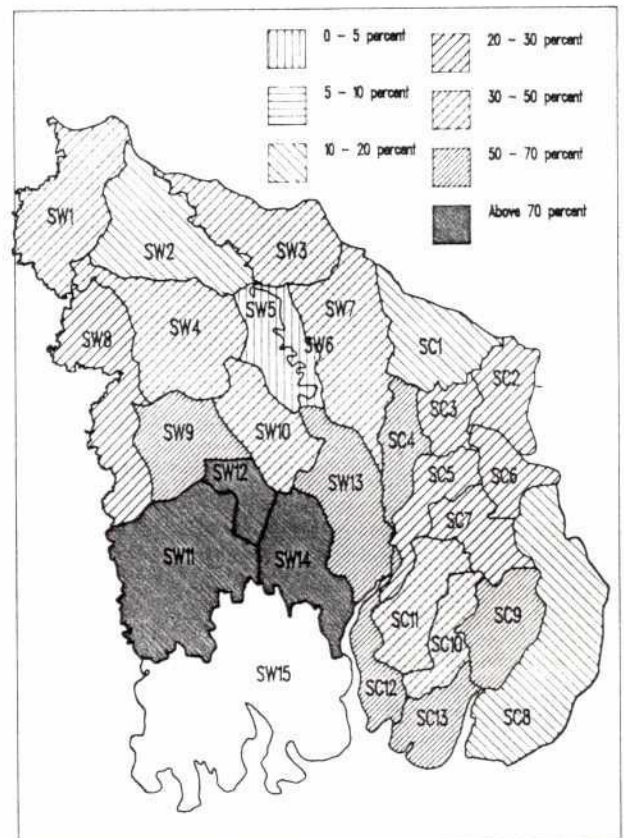 0 - 5 percent
20 - 30 percent
5 - 10 percent
30 - 50 percent
10 - 20 percent
50 - 70 percent
Above 70 percent
SW1
SW2
SW3
SW5
SW7
SW8
SW4
SW6
SC1
SC2
SC3
SW9
SW10
SC4
SW12
SW13
SC5
SC6
SC7
SW11
SW14
SC11
SC9
SC10
SW15
SC12
SC13
SC8